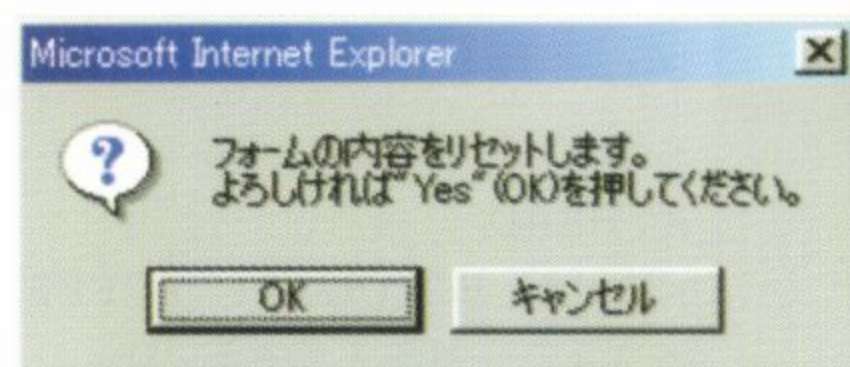 Microsoft Internet Explorer
フォームの内容をリセットします。
よろしければ"Yes"(OK)を押してください。
OK
キャンセル